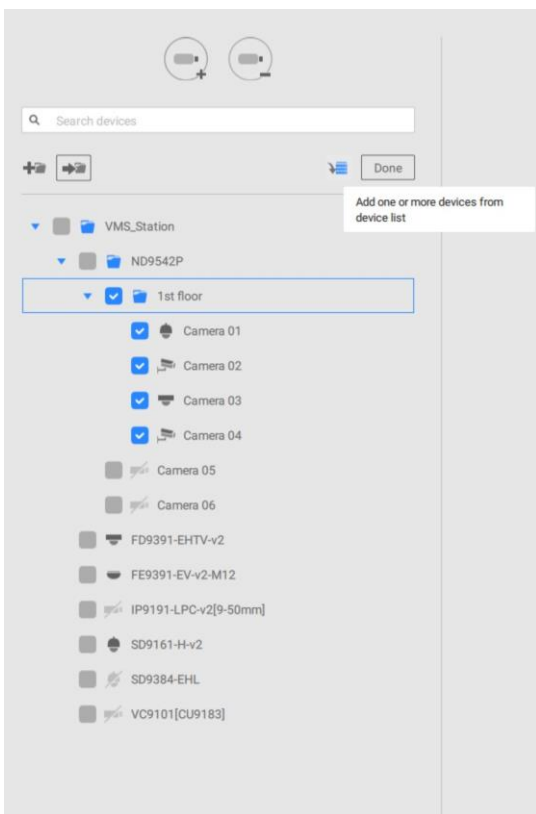 Search devices
Done
Add one or more devices from
device list
VMS_Station
ND9542P
1st floor
Camera 01
Camera 02
Camera 03
Camera 04
Camera 05
Camera 06
FD9391-EHTV-v2
FE9391-EV-v2-M12
IP9191-LPC-v2[9-50mm]
SD9161-H-v2
SD9384-EHL
VC9101[CU9183]